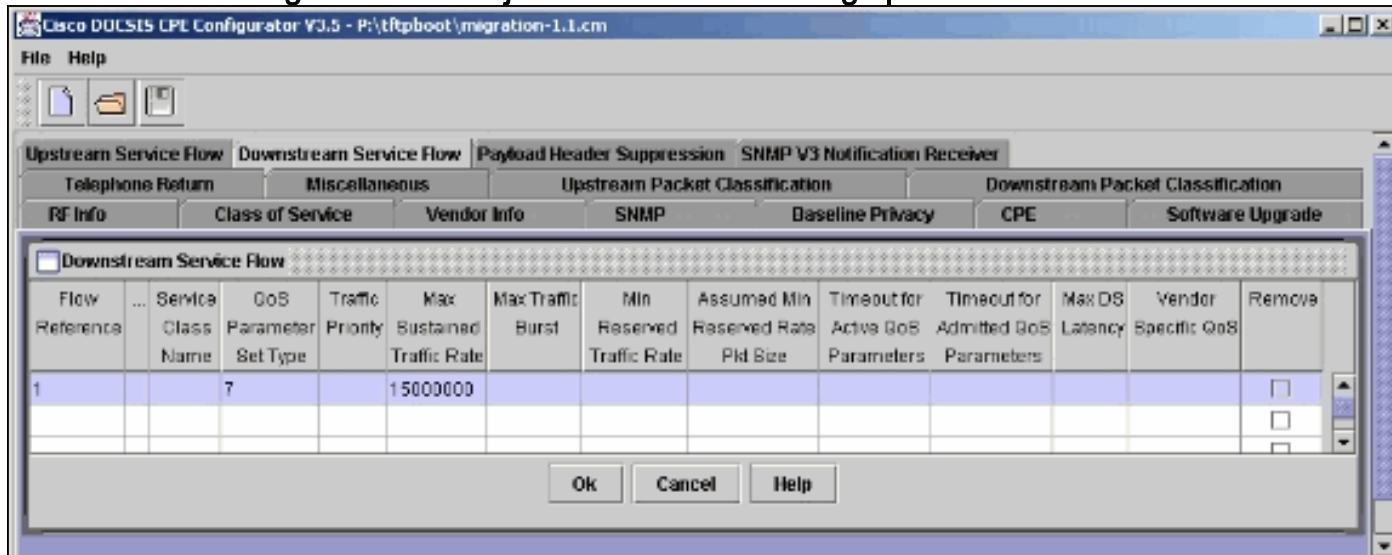 Cisco DOCSIS CPE Configurator V3.5 - P:\tftpboot\migration-1.1.cm
File Help
Upstream Service Flow Downstream Service Flow Payload Header Suppression SNMP V3 Notification Receiver
Telephone Return Miscellaneous Upstream Packet Classification Downstream Packet Classification
RF Info Class of Service Vendor Info SNMP Baseline Privacy CPE Software Upgrade
Downstream Service Flow
Flow ... Service QoS Traffic Max Max Traffic Min Assumed Min Timeout for Timeout for Max DS Vendor Remove
Reference Class Parameter Priority Sustained Burst Reserved Reserved Rate Active QoS Admitted QoS Latency Specific QoS
Name Set Type Traffic Rate Traffic Rate Pkt Size Parameters Parameters
1 7 15000000
Ok Cancel Help